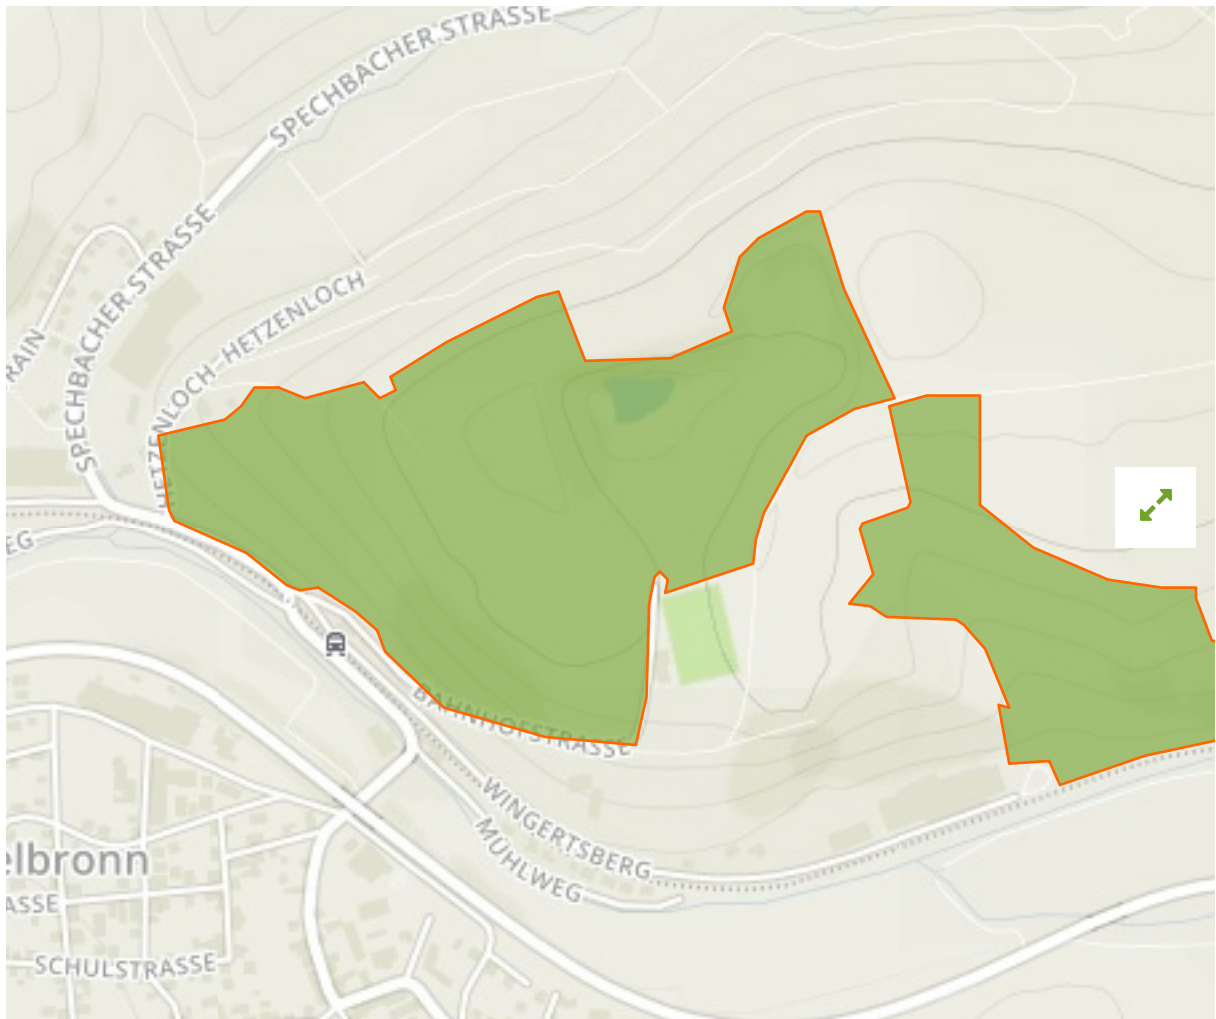 SPECHBACHER STRASSE
SPECHBACHER STRASSE
HETZENLOCH-HETZENLOCH
RAIN
EG
BAHNHOFSTRASSE
WINGERTSBERG
MÜHLWEG
elbronn
ASSE
SCHULSTRASSE